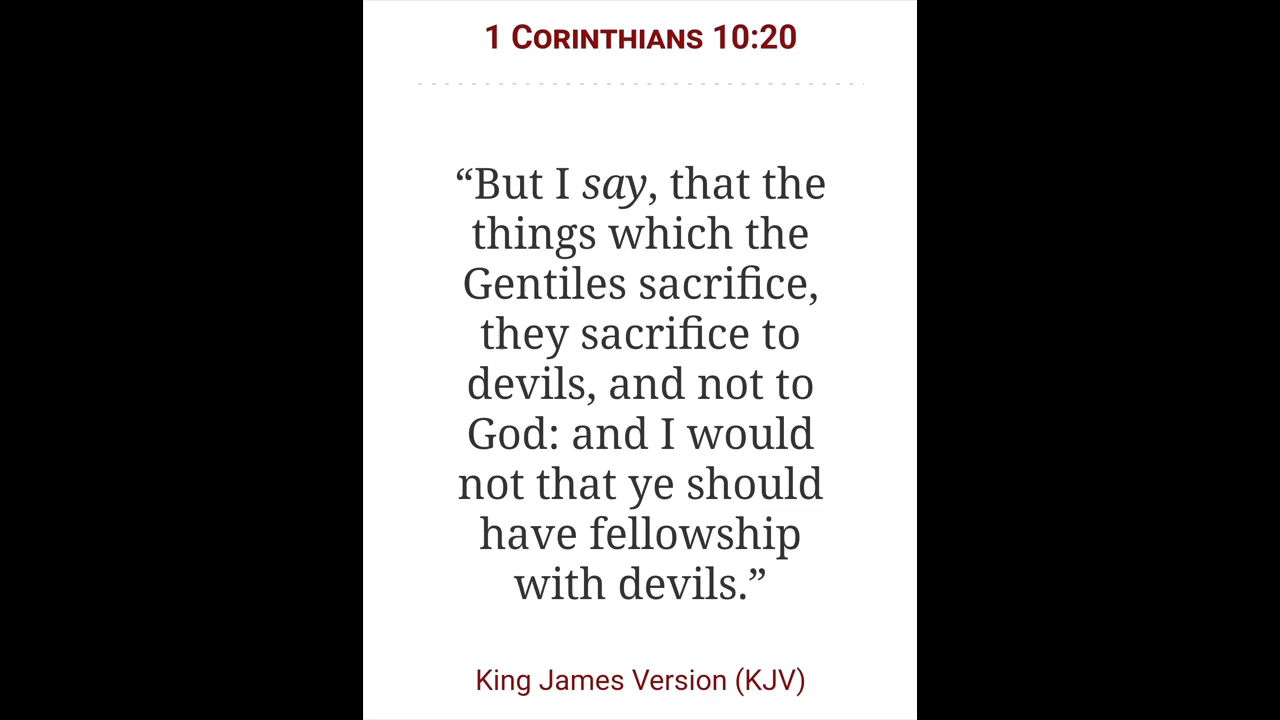 1 Corinthians 10:20
“But I say, that the
things which the
Gentiles sacrifice,
they sacrifice to
devils, and not to
God: and I would
not that ye should
have fellowship
with devils.”
King James Version (KJV)